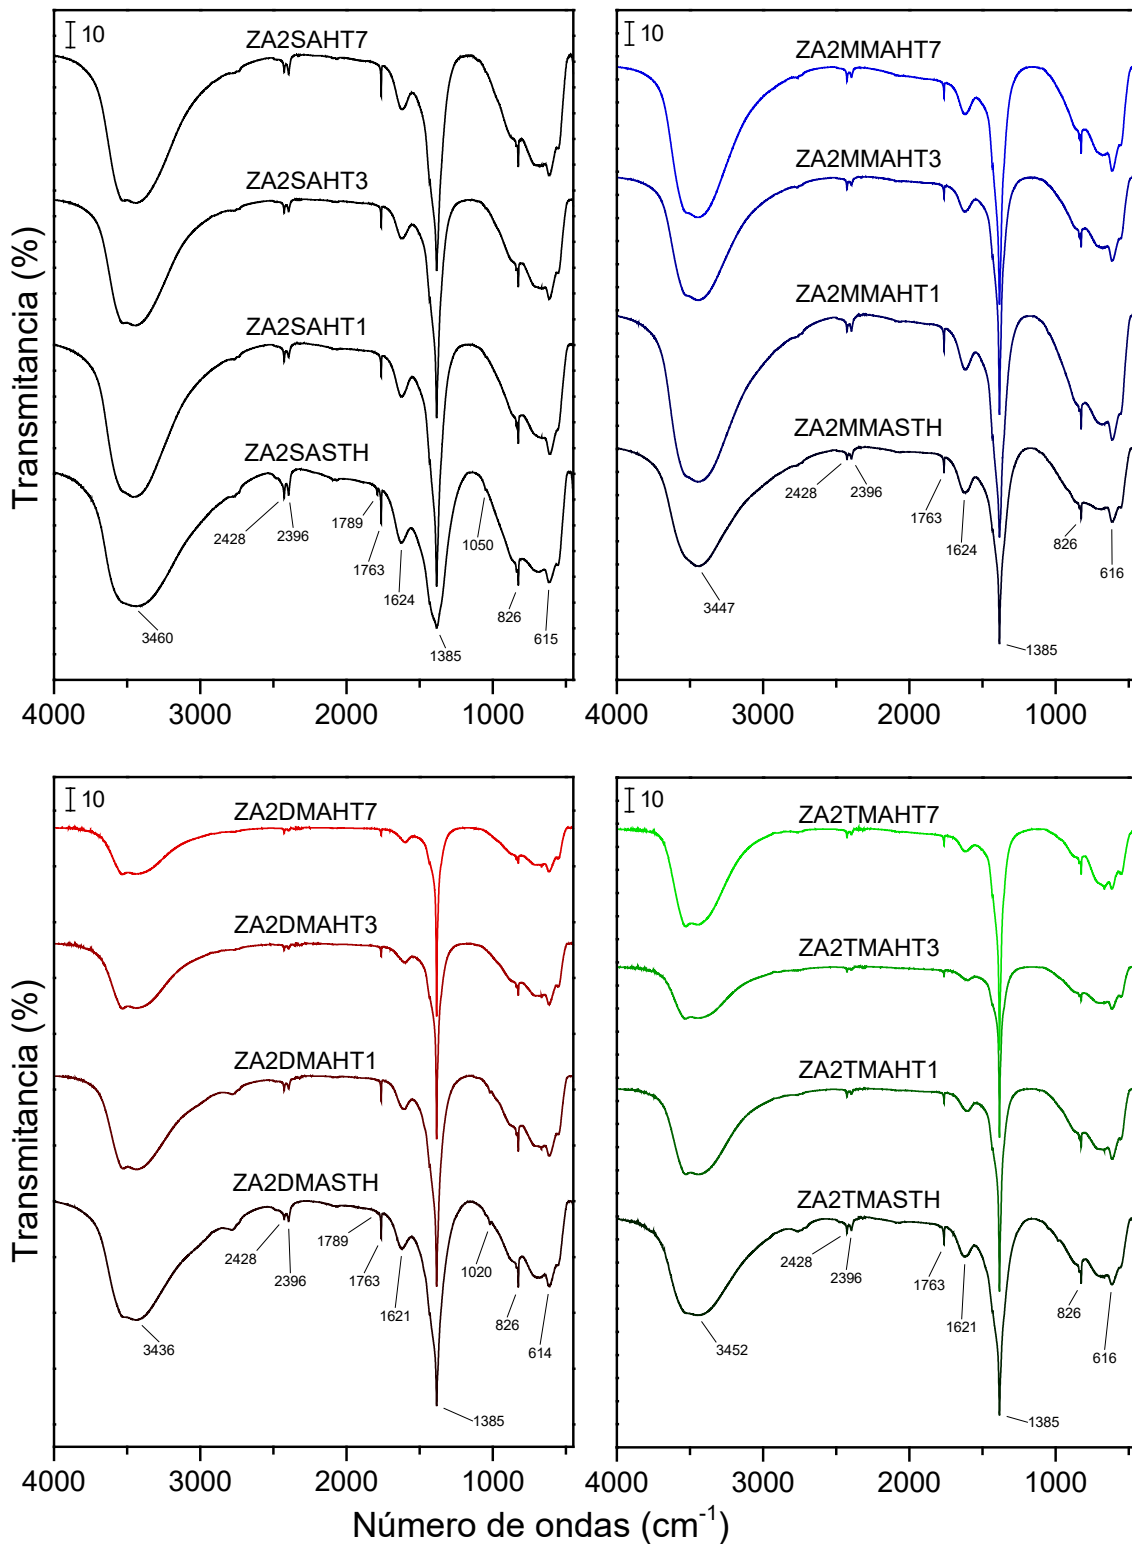 10
ZA2SAHT7
ZA2SAHT3
ZA2SAHT1
ZA2SASTH
2428
2396
1789
1763
1624
1050
826
615
3460
1385
4000 3000 2000 1000
Transmitancia (%)
10
ZA2MMAHT7
ZA2MMAHT3
ZA2MMAHT1
ZA2MMASTH
2428
2396
1763
1624
826
616
3447
1385
4000 3000 2000 1000
10
ZA2DMAHT7
ZA2DMAHT3
ZA2DMAHT1
ZA2DMASTH
2428
2396
1789
1763
1621
1020
826
614
3436
1385
4000 3000 2000 1000
Transmitancia (%)
10
ZA2TMAHT7
ZA2TMAHT3
ZA2TMAHT1
ZA2TMASTH
2428
2396
1763
1621
826
616
3452
1385
4000 3000 2000 1000
Número de ondas (cm⁻¹)